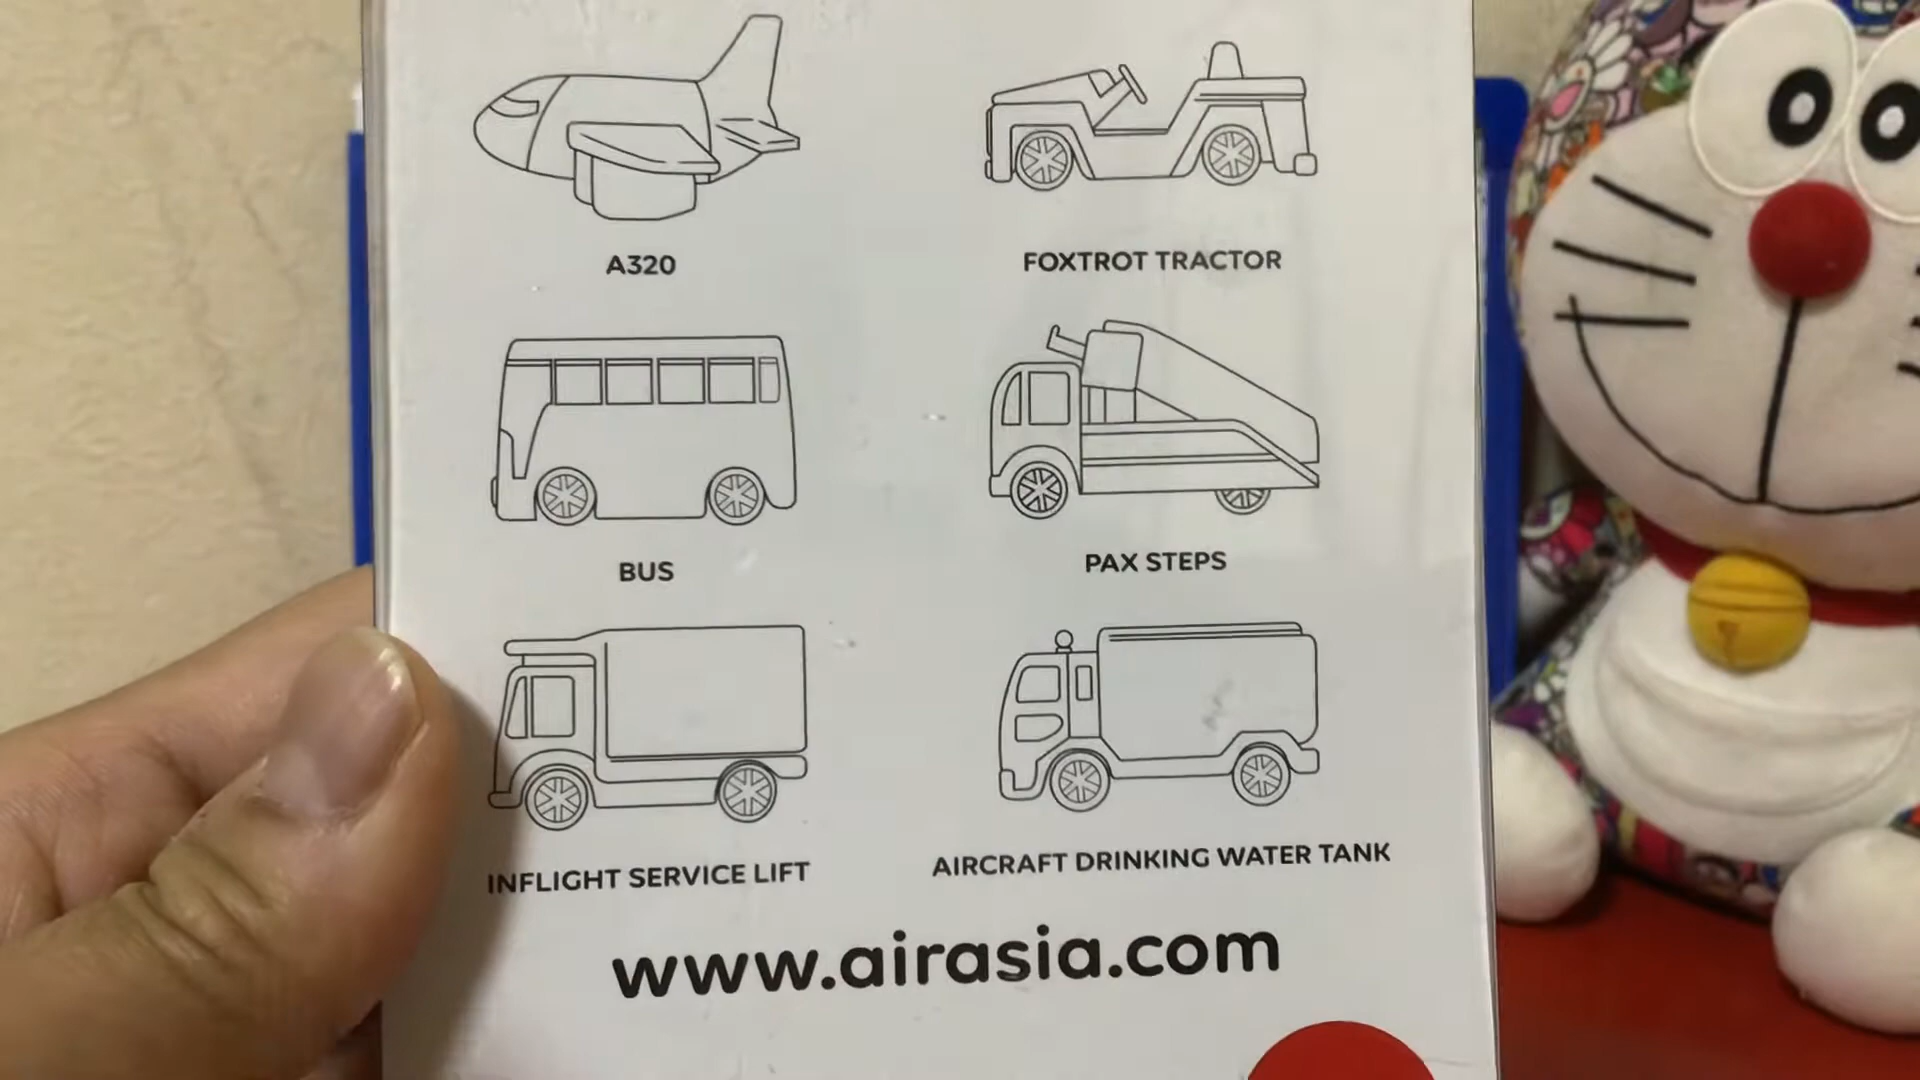 A320
FOXTROT TRACTOR
BUS
PAX STEPS
INFLIGHT SERVICE LIFT
AIRCRAFT DRINKING WATER TANK
www.airasia.com